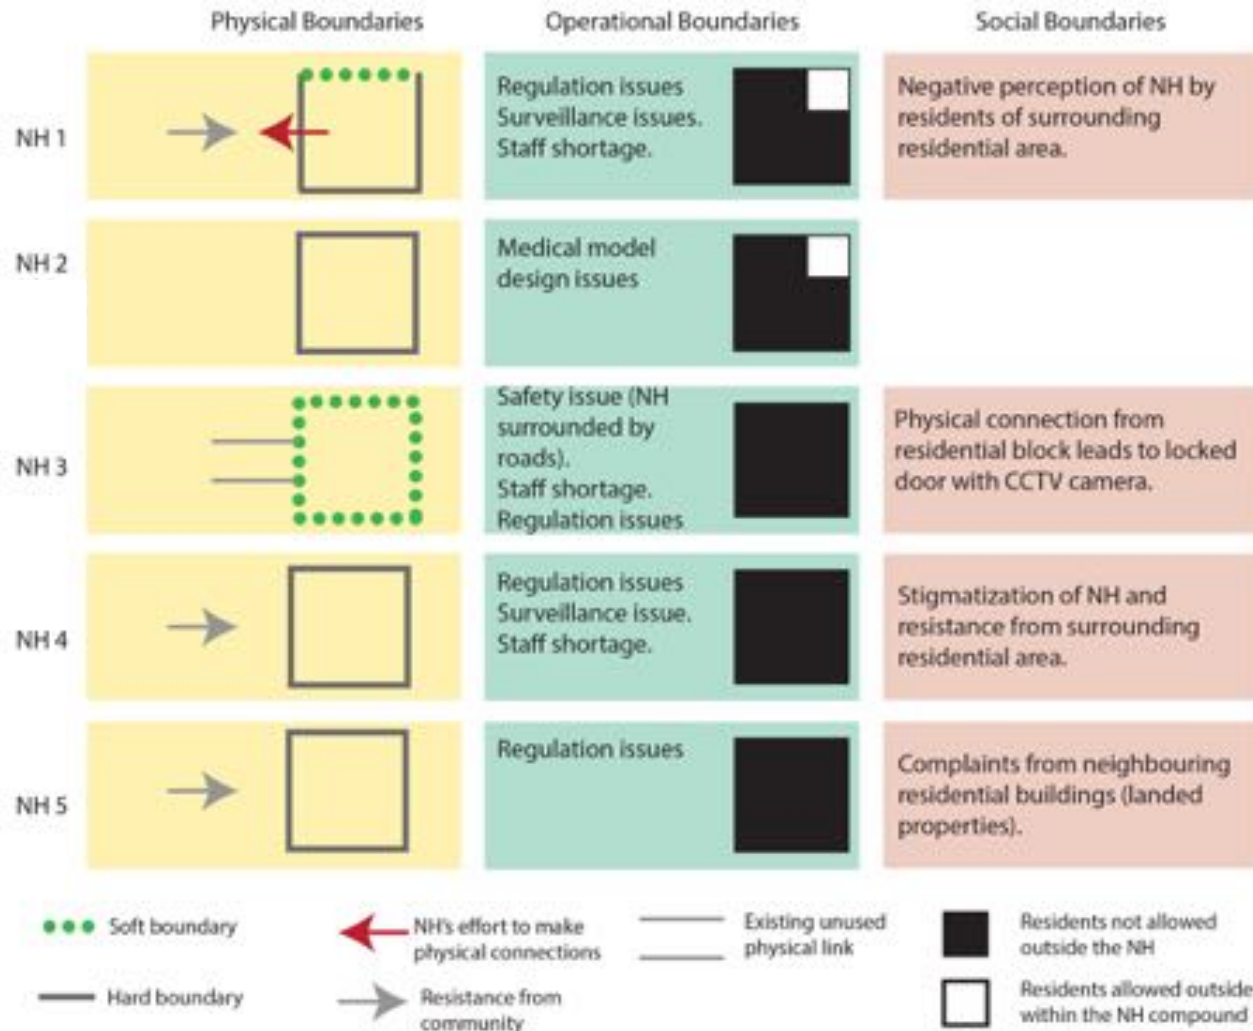 Physical Boundaries
Operational Boundaries
Social Boundaries
NH 1
Regulation issues
Surveillance issues.
Staff shortage.
Negative perception of NH by
residents of surrounding
residential area.
NH 2
Medical model
design issues
NH 3
Safety issue (NH
surrounded by
roads).
Staff shortage.
Regulation issues
Physical connection from
residential block leads to locked
door with CCTV camera.
NH 4
Regulation issues
Surveillance issue.
Staff shortage.
Stigmatization of NH and
resistance from surrounding
residential area.
NH 5
Regulation issues
Complaints from neighbouring
residential buildings (landed
properties).
Soft boundary
NH's effort to make
physical connections
Existing unused
physical link
Residents not allowed
outside the NH
Hard boundary
Resistance from
community
Residents allowed outside
within the NH compound